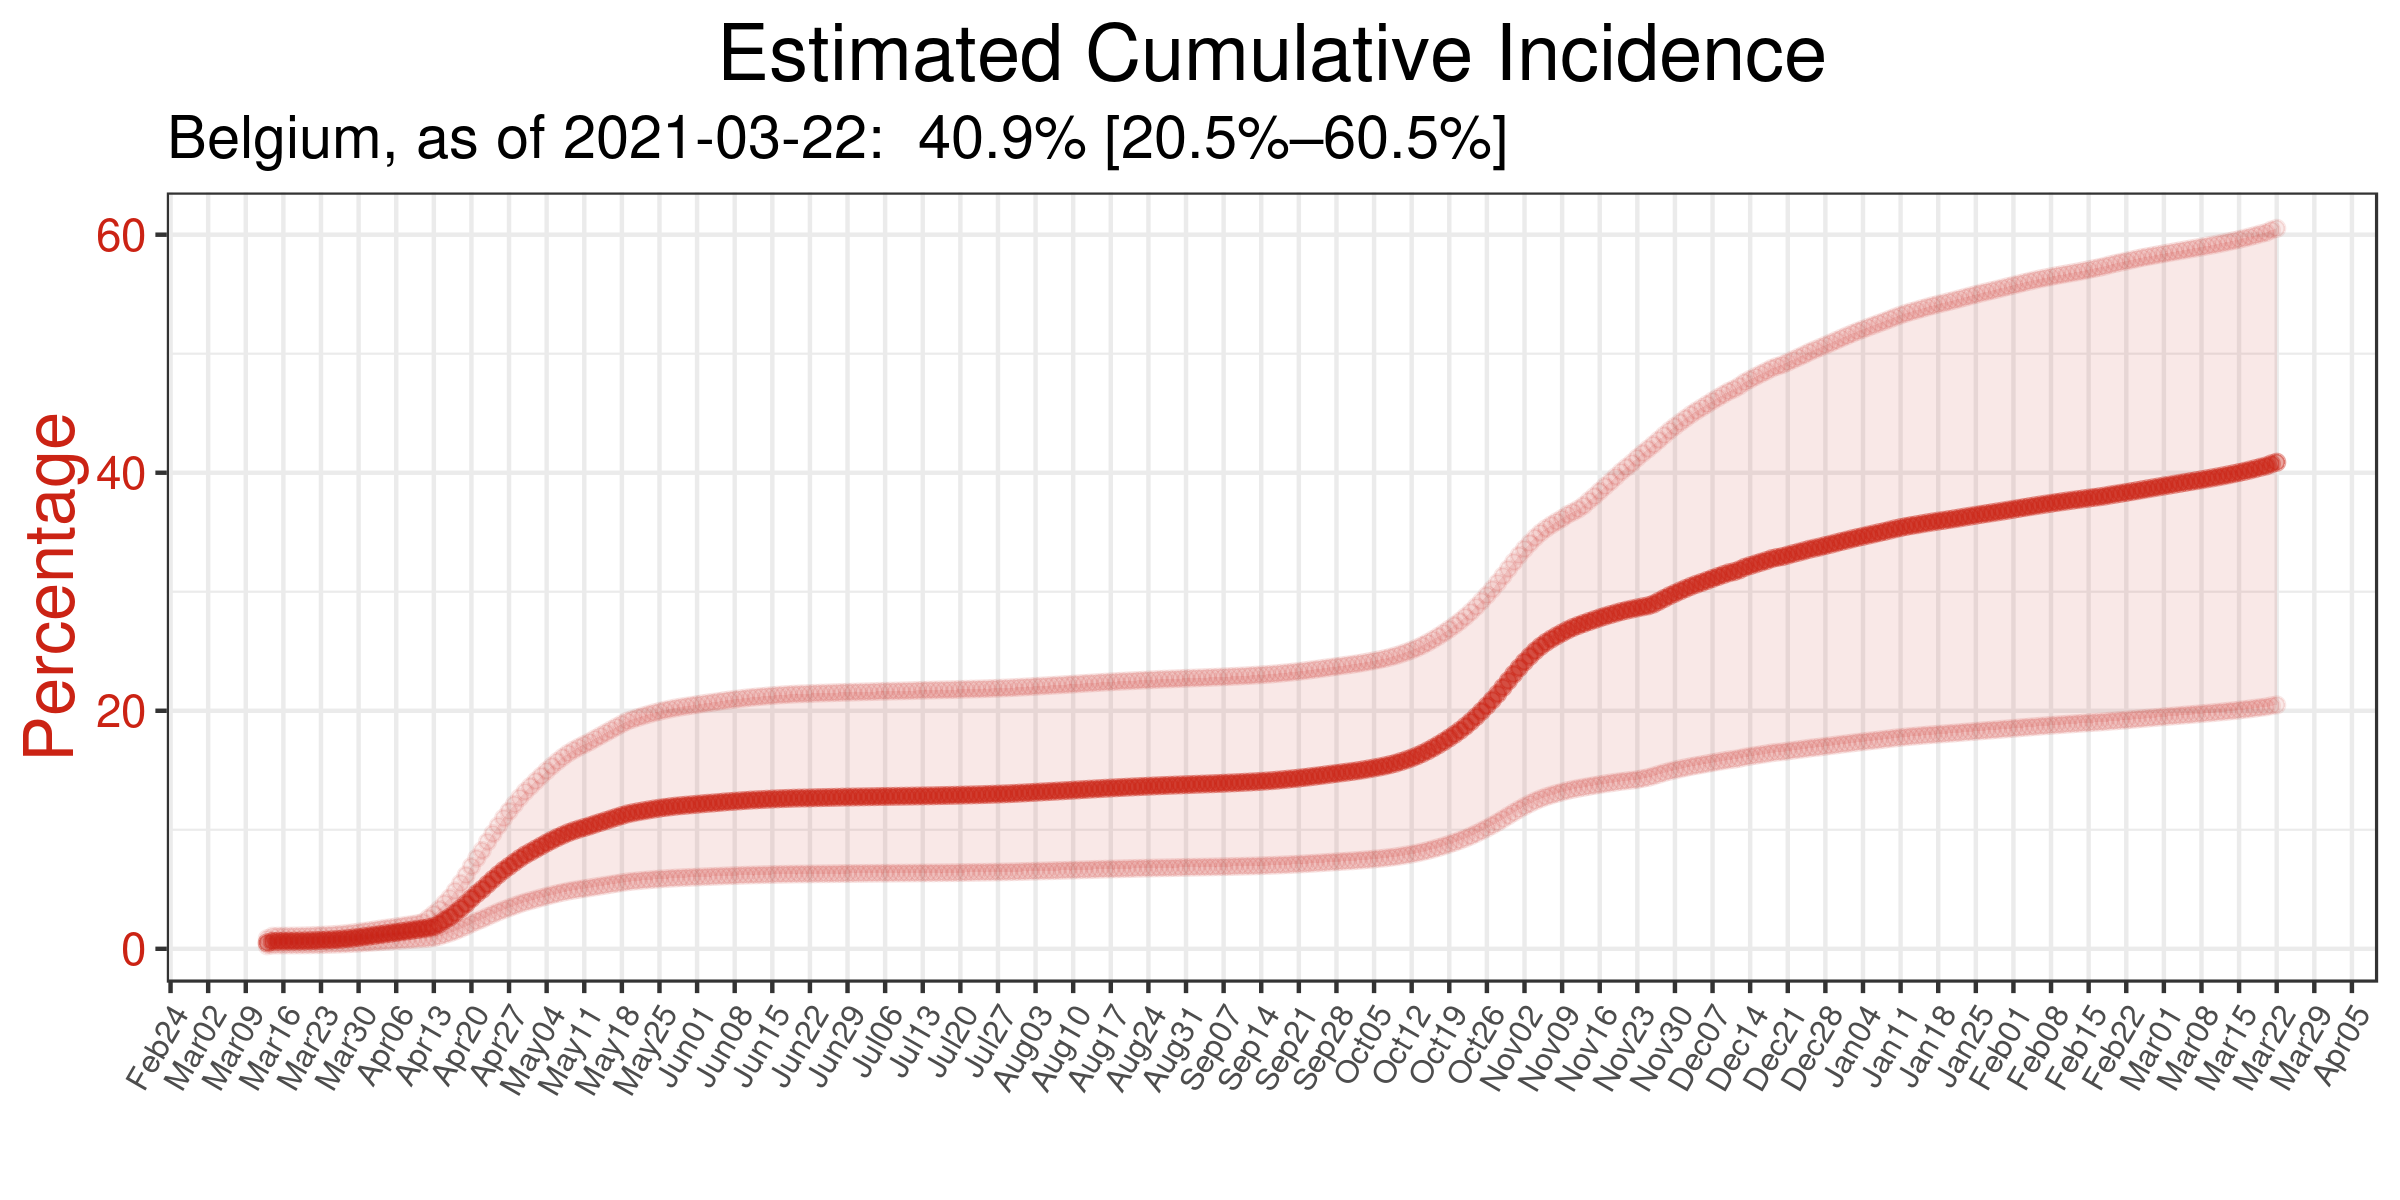 Estimated Cumulative Incidence
Belgium, as of 2021-03-22:  40.9% [20.5%–60.5%]
Percentage
60
40
20
0
Feb24
Mar02
Mar09
Mar16
Mar23
Mar30
Apr06
Apr13
Apr20
Apr27
May04
May11
May18
May25
Jun01
Jun08
Jun15
Jun22
Jun29
Jul06
Jul13
Jul20
Jul27
Aug03
Aug10
Aug17
Aug24
Aug31
Sep07
Sep14
Sep21
Sep28
Oct05
Oct12
Oct19
Oct26
Nov02
Nov09
Nov16
Nov23
Nov30
Dec07
Dec14
Dec21
Dec28
Jan04
Jan11
Jan18
Jan25
Feb01
Feb08
Feb15
Feb22
Mar01
Mar08
Mar15
Mar22
Mar29
Apr05